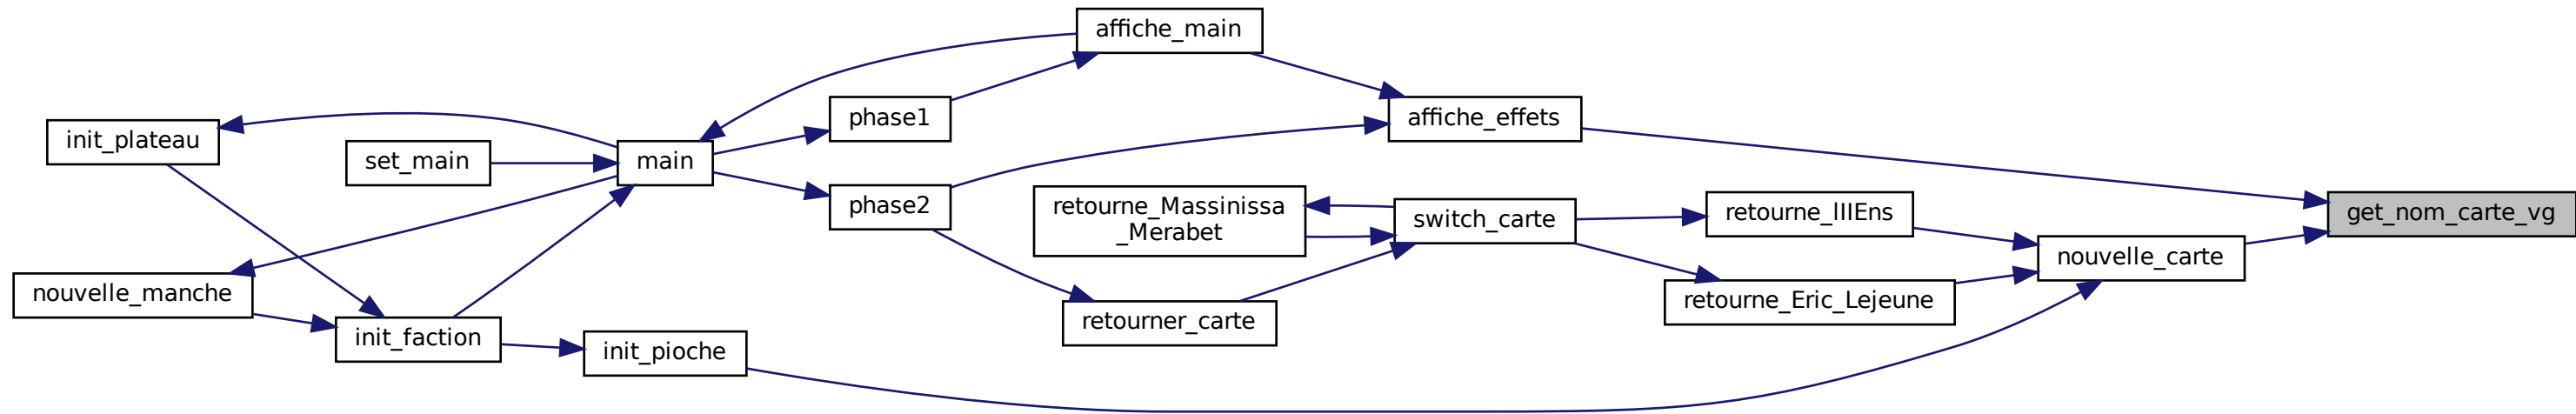 affiche_main
init_plateau
set_main
main
phase1
affiche_effets
phase2
retourne_Massinissa
_Merabet
switch_carte
retourne_IIIEns
get_nom_carte_vg
nouvelle_carte
nouvelle_manche
init_faction
init_pioche
retourner_carte
retourne_Eric_Lejeune